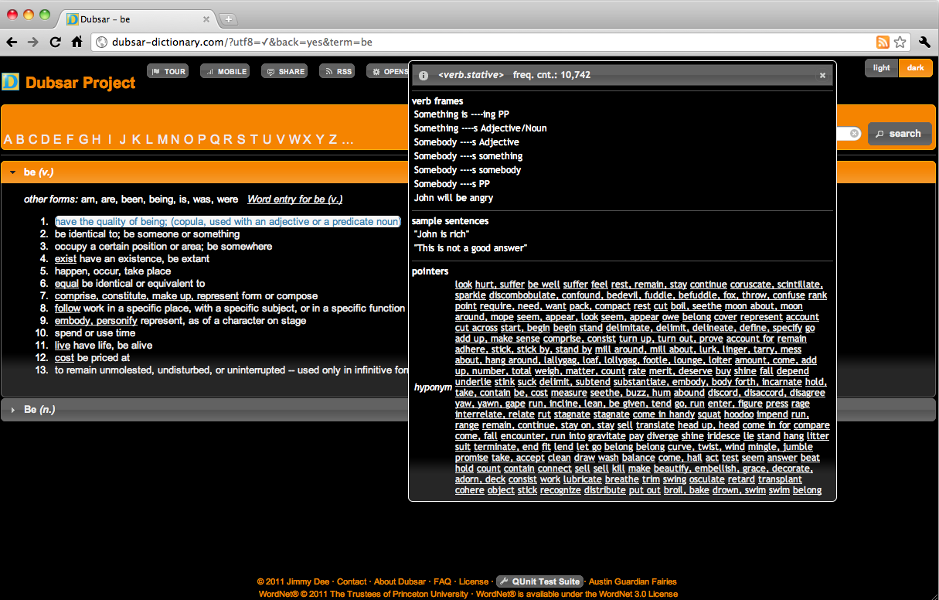 Dubsar – be
dubsar-dictionary.com/?utf8=✓&back=yes&term=be
TOUR MOBILE SHARE RSS OPENS
light dark
Dubsar Project
A B C D E F G H I J K L M N O P Q R S T U V W X Y Z ...
search
be (v.)
other forms: am, are, been, being, is, was, were Word entry for be (v.)
1. have the quality of being; (copula, used with an adjective or a predicate noun)
2. be identical to; be someone or something
3. occupy a certain position or area; be somewhere
4. exist have an existence, be extant
5. happen, occur, take place
6. equal be identical or equivalent to
7. comprise, constitute, make up, represent form or compose
8. follow work in a specific place, with a specific subject, or in a specific function
9. embody, personify represent, as of a character on stage
10. spend or use time
11. live have life, be alive
12. cost be priced at
13. to remain unmolested, undisturbed, or uninterrupted -- used only in infinitive for
Be (n.)
<verb.stative> freq. cnt.: 10,742
verb frames
Something is ----ing PP
Something ----s Adjective/Noun
Somebody ----s Adjective
Somebody ----s something
Somebody ----s somebody
Somebody ----s PP
John will be angry
sample sentences
"John is rich"
"This is not a good answer"
pointers
hyponym
look hurt, suffer be well suffer feel rest, remain, stay continue coruscate, scintillate,
sparkle discombobulate, confound, bedevil, fuddle, befuddle, fox, throw, confuse rank
point require, need, want pack, compact rest cut boil, seethe moon about, moon
around, mope seem, appear, look seem, appear owe belong cover represent account
cut across start, begin begin stand delimitate, delimit, delineate, define, specify go
add up, make sense comprise, consist turn up, turn out, prove account for remain
adhere, stick, stick by, stand by mill around, mill about, lurk, linger, tarry, mess
about, hang around, lallygag, loaf, lollygag, footle, lounge, loiter amount, come, add
up, number, total weigh, matter, count rate merit, deserve buy shine fall depend
underlie stink suck delimit, subtend substantiate, embody, body forth, incarnate hold,
take, contain be, cost measure seethe, buzz, hum abound discord, disaccord, disagree
yaw, yawn, gape run, incline, lean, be given, tend go, run enter, figure press rage
interrelate, relate rut stagnate stagnate come in handy squat hoodoo impend run,
range remain, continue, stay on, stay sell translate head up, head come in for compare
come, fall encounter, run into gravitate pay diverge shine iridesce lie stand hang litter
suit terminate, end fit lend let go belong belong curve, twist, wind mingle, jumble
promise take, accept clean draw wash balance come, hail act test seem answer beat
hold count contain connect sell sell kill make beautify, embellish, grace, decorate,
adorn, deck consist work lubricate breathe trim swing osculate retard transplant
cohere object stick recognize distribute put out broil, bake drown, swim swim belong
© 2011 Jimmy Dee · Contact · About Dubsar · FAQ · License · QUnit Test Suite · Austin Guardian Fairies
WordNet® © 2011 The Trustees of Princeton University · WordNet® is available under the WordNet 3.0 License